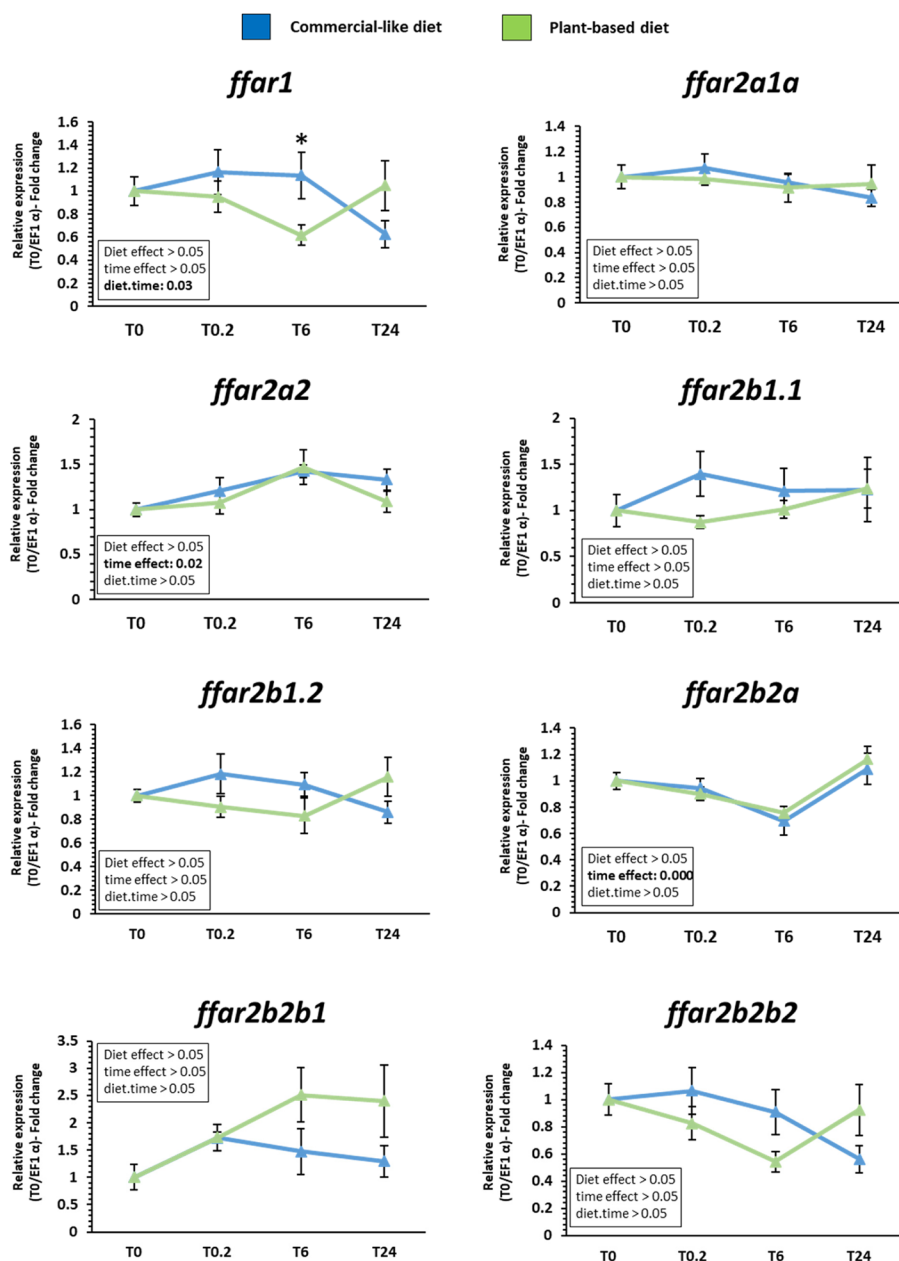 Commercial-like diet
Plant-based diet
ffar1
Relative expression
(T0/EF1 α)- Fold change
1.6
1.4
1.2
1
0.8
0.6
0.4
0.2
0
*
Diet effect > 0.05
time effect > 0.05
diet.time: 0.03
T0
T0.2
T6
T24
ffar2a1a
Relative expression
(T0/EF1 α)- Fold change
1.4
1.2
1
0.8
0.6
0.4
0.2
0
Diet effect > 0.05
time effect > 0.05
diet.time > 0.05
T0
T0.2
T6
T24
ffar2a2
Relative expression
(T0/EF1 α)- Fold change
2
1.5
1
0.5
0
Diet effect > 0.05
time effect: 0.02
diet.time > 0.05
T0
T0.2
T6
T24
ffar2b1.1
Relative expression
(T0/EF1 α)- Fold change
2
1.5
1
0.5
0
Diet effect > 0.05
time effect > 0.05
diet.time > 0.05
T0
T0.2
T6
T24
ffar2b1.2
Relative expression
(T0/EF1 α)- Fold change
1.6
1.4
1.2
1
0.8
0.6
0.4
0.2
0
Diet effect > 0.05
time effect > 0.05
diet.time > 0.05
T0
T0.2
T6
T24
ffar2b2a
Relative expression
(T0/EF1 α)- Fold change
1.4
1.2
1
0.8
0.6
0.4
0.2
0
Diet effect > 0.05
time effect: 0.000
diet.time > 0.05
T0
T0.2
T6
T24
ffar2b2b1
Relative expression
(T0/EF1 α)- Fold change
3.5
3
2.5
2
1.5
1
0.5
0
Diet effect > 0.05
time effect > 0.05
diet.time > 0.05
T0
T0.2
T6
T24
ffar2b2b2
Relative expression
(T0/EF1 α)- Fold change
1.4
1.2
1
0.8
0.6
0.4
0.2
0
Diet effect > 0.05
time effect > 0.05
diet.time > 0.05
T0
T0.2
T6
T24